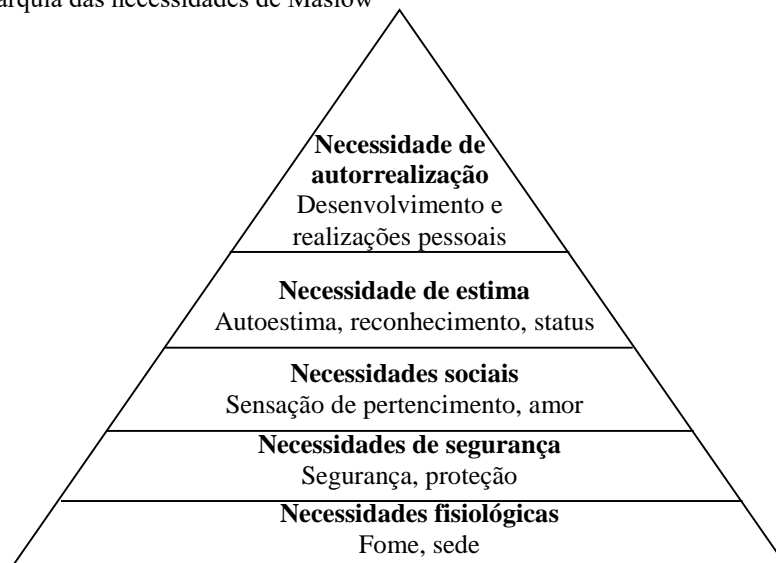 das necessidades de Maslow
Necessidade de
autorrealização
Desenvolvimento e
realizações pessoais
Necessidade de estima
Autoestima, reconhecimento, status
Necessidades sociais
Sensação de pertencimento, amor
Necessidades de segurança
Segurança, proteção
Necessidades fisiológicas
Fome, sede